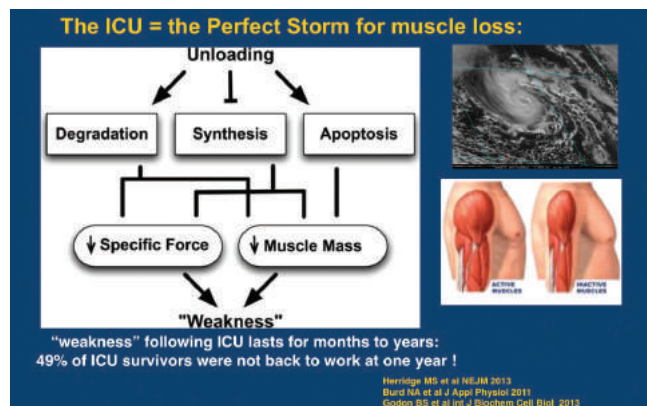 The ICU = the Perfect Storm for muscle loss:
Unloading
Degradation
Synthesis
Apoptosis
↓ Specific Force
↓ Muscle Mass
"Weakness"
ACTIVE
MUSCLES
INACTIVE
MUSCLES
“weakness” following ICU lasts for months to years:
49% of ICU survivors were not back to work at one year !
Herridge MS et al NEJM 2013
Burd NA et al J Appl Physiol 2011
Godon BS et al int J Biochem Cell Biol 2013